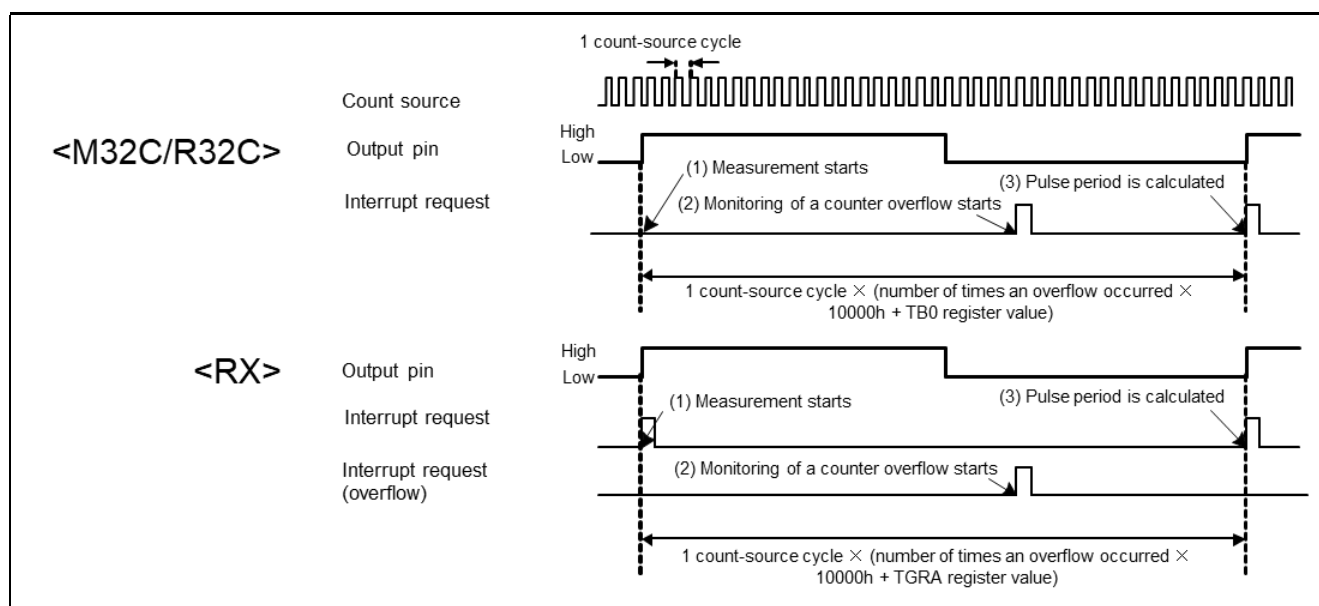 1 count-source cycle
Count source
<M32C/R32C>
Output pin
High
Low
(1) Measurement starts
(3) Pulse period is calculated
Interrupt request
(2) Monitoring of a counter overflow starts
1 count-source cycle × (number of times an overflow occurred ×
10000h + TB0 register value)
<RX>
Output pin
High
Low
(1) Measurement starts
(3) Pulse period is calculated
Interrupt request
Interrupt request
(overflow)
(2) Monitoring of a counter overflow starts
1 count-source cycle × (number of times an overflow occurred ×
10000h + TGRA register value)